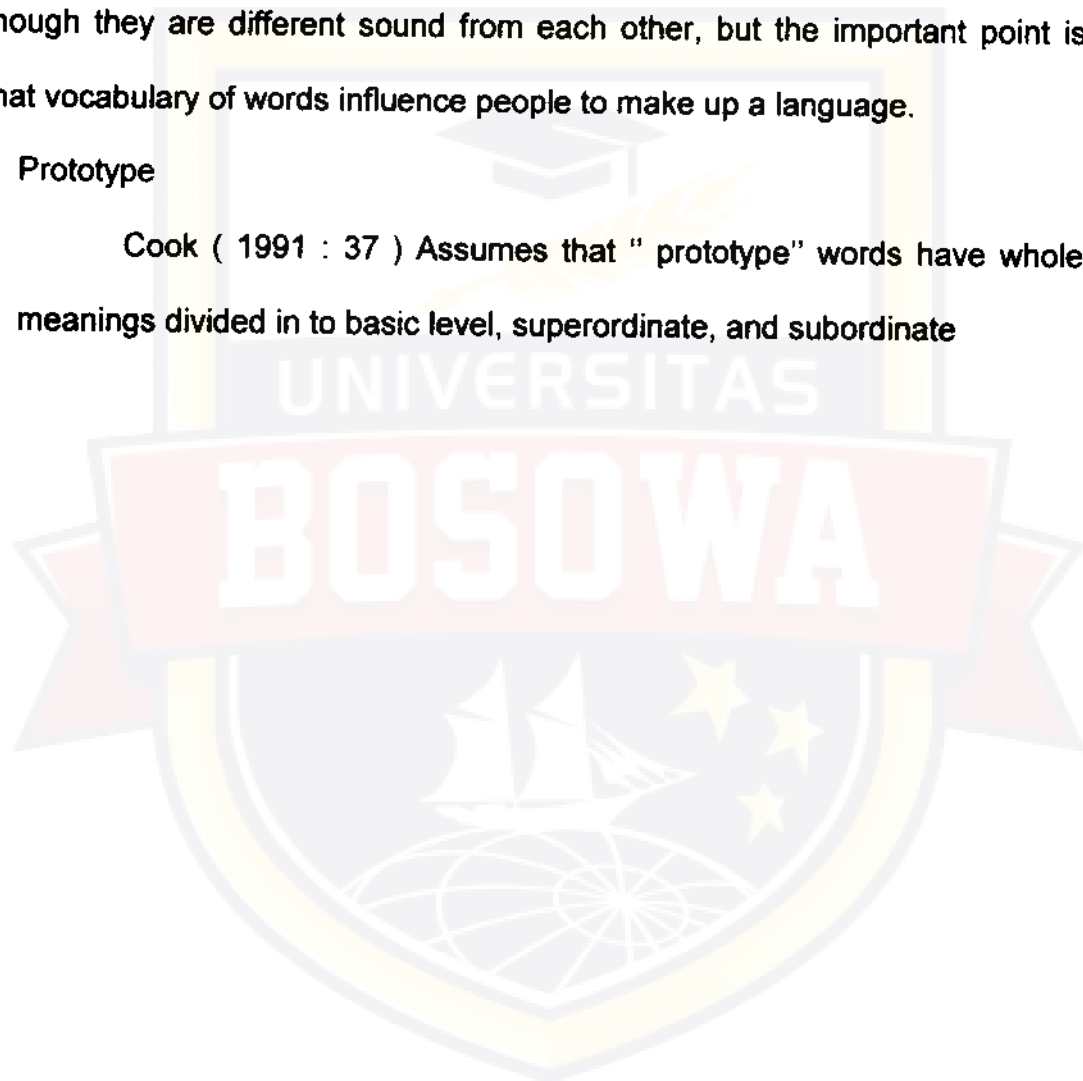 hough they are different sound from each other, but the important point is
hat vocabulary of words influence people to make up a language.
Prototype
Cook ( 1991 : 37 ) Assumes that " prototype" words have whole
meanings divided in to basic level, superordinate, and subordinate
UNIVERSITAS
BOSOWA